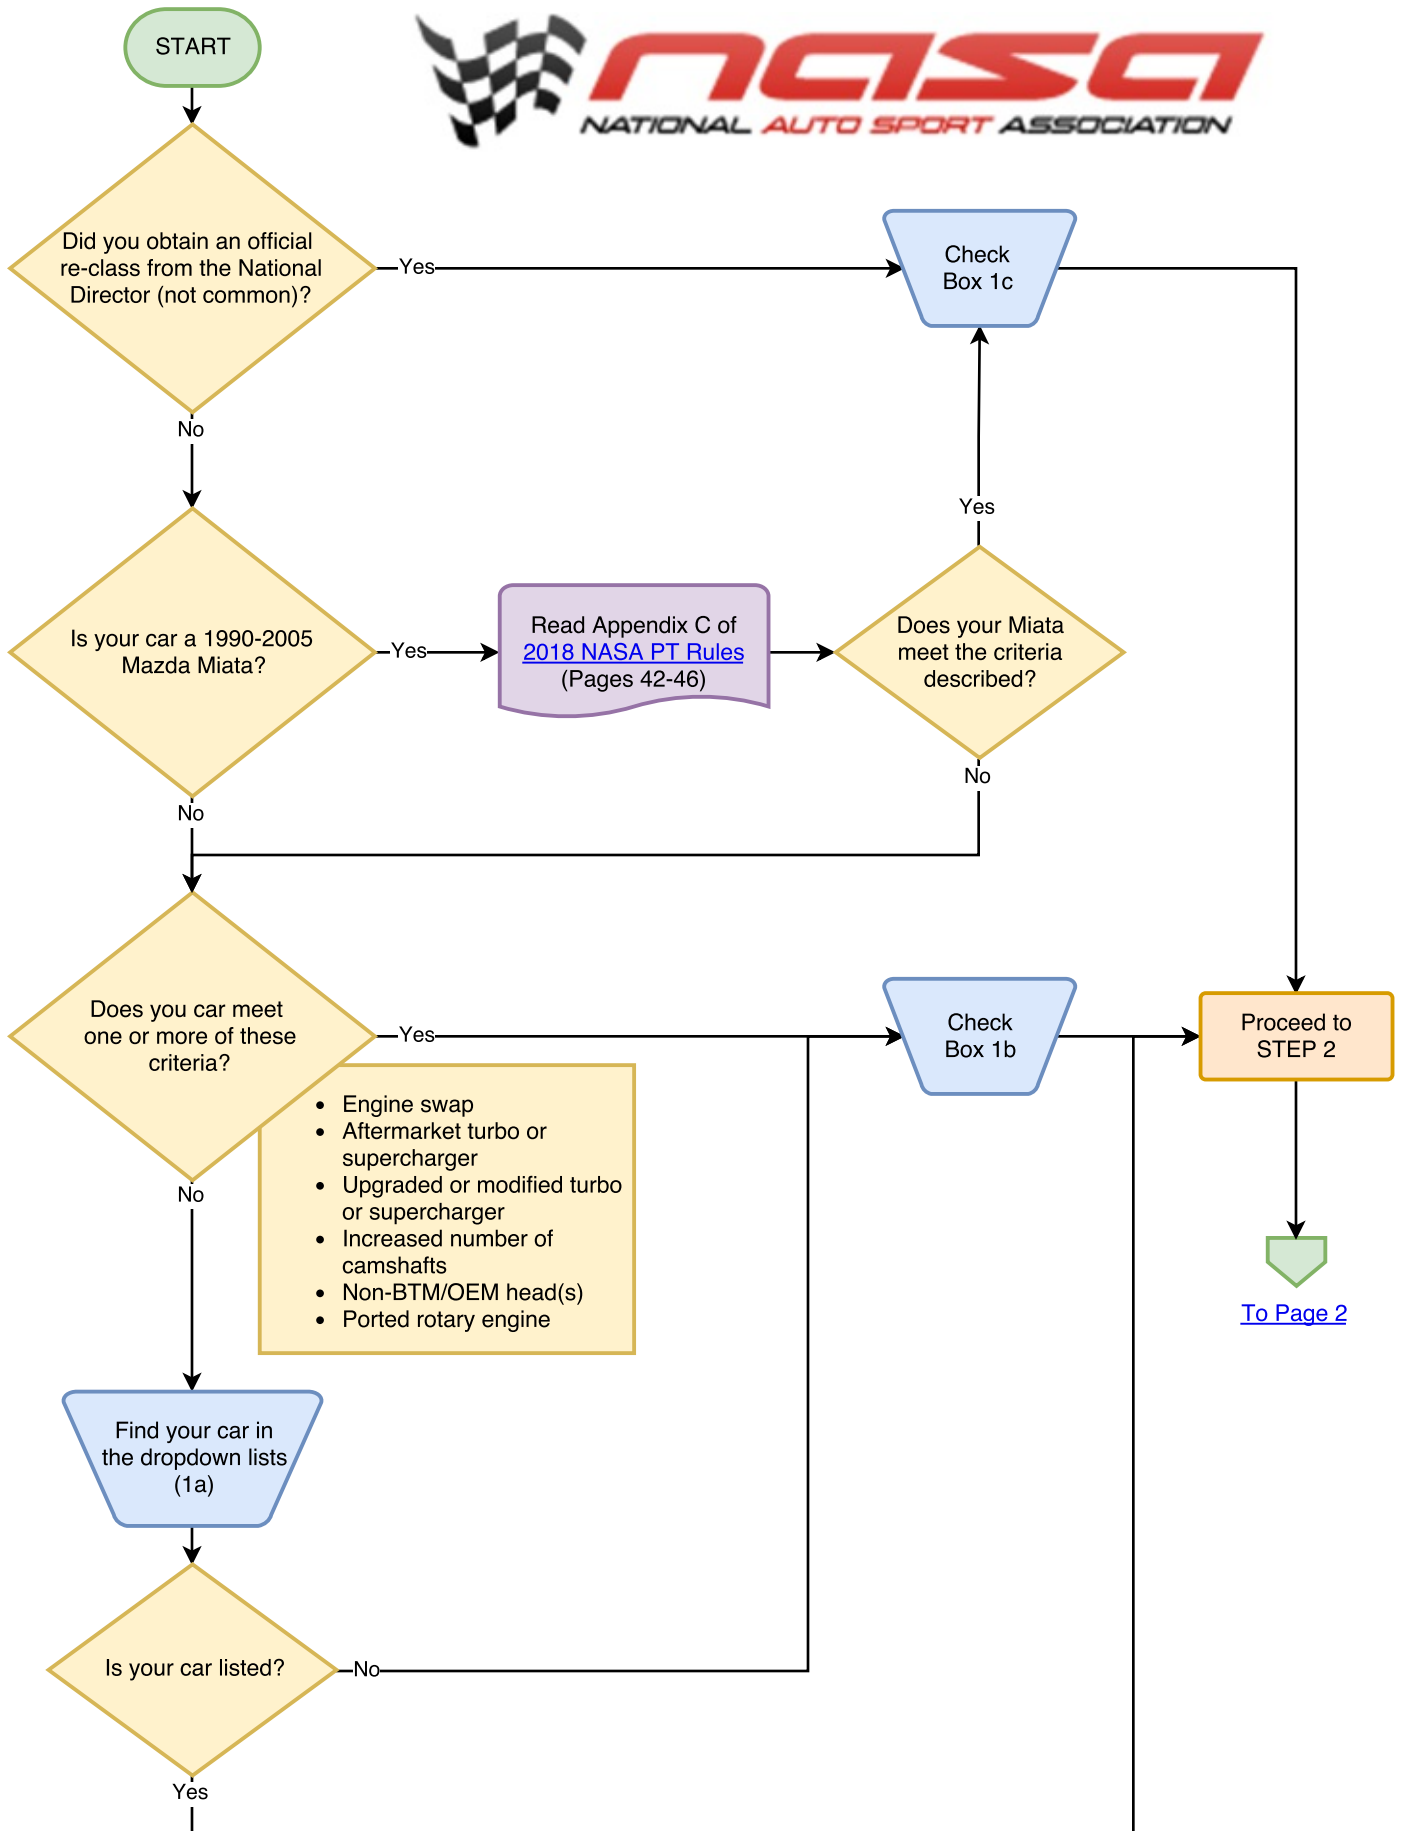 START
nasa
NATIONAL AUTO SPORT ASSOCIATION
Did you obtain an official
re-class from the National
Director (not common)?
Yes
Check
Box 1c
No
Yes
Is your car a 1990-2005
Mazda Miata?
Yes
Read Appendix C of
2018 NASA PT Rules
(Pages 42-46)
Does your Miata
meet the criteria
described?
No
No
Does you car meet
one or more of these
criteria?
Yes
Check
Box 1b
Proceed to
STEP 2
• Engine swap
• Aftermarket turbo or
supercharger
• Upgraded or modified turbo
or supercharger
• Increased number of
camshafts
• Non-BTM/OEM head(s)
• Ported rotary engine
No
To Page 2
Find your car in
the dropdown lists
(1a)
Is your car listed?
No
Yes